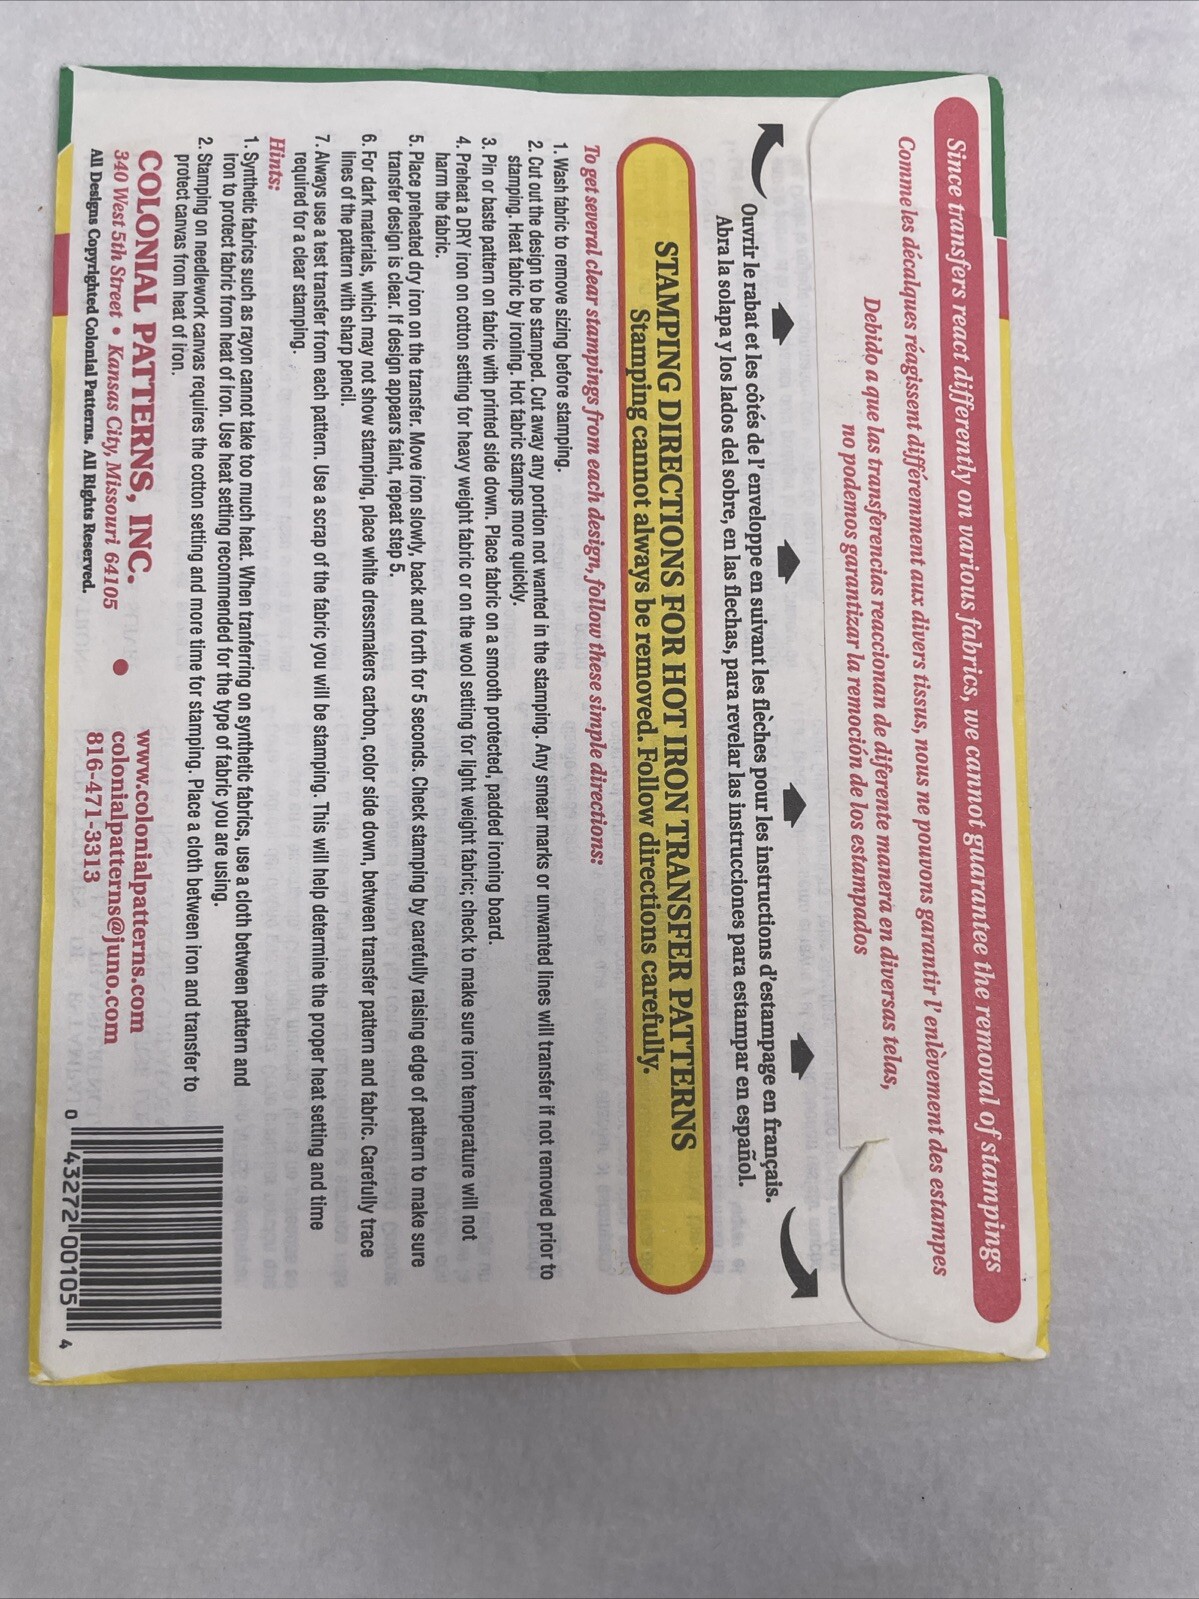 Since transfers react differently on various fabrics, we cannot guarantee the removal of stampings
Comme les décalques réagissent différemment aux divers tissus, nous ne pouvons garantir l' enlèvement des estampes
Debido a que las transferencias reaccionan de diferente manera en diversas telas,
no podemos garantizar la remoción de los estampados
Ouvrir le rabat et les côtés de l' enveloppe en suivant les flèches pour les instructions d'estampage en français.
Abra la solapa y los lados del sobre, en las flechas, para revelar las instrucciones para estampar en español.
STAMPING DIRECTIONS FOR HOT IRON TRANSFER PATTERNS
Stamping cannot always be removed. Follow directions carefully.
To get several clear stampings from each design, follow these simple directions:
1. Wash fabric to remove sizing before stamping.
2. Cut out the design to be stamped. Cut away any portion not wanted in the stamping. Any smear marks or unwanted lines will transfer if not removed prior to
stamping. Heat fabric by ironing. Hot fabric stamps more quickly.
3. Pin or baste pattern on fabric with printed side down. Place fabric on a smooth protected, padded ironing board.
4. Preheat a DRY iron on cotton setting for heavy weight fabric or on the wool setting for light weight fabric; check to make sure iron temperature will not
harm the fabric.
5. Place preheated dry iron on the transfer. Move iron slowly, back and forth for 5 seconds. Check stamping by carefully raising edge of pattern to make sure
transfer design is clear. If design appears faint, repeat step 5.
6. For dark materials, which may not show stamping, place white dressmakers carbon, color side down, between transfer pattern and fabric. Carefully trace
lines of the pattern with sharp pencil.
7. Always use a test transfer from each pattern. Use a scrap of the fabric you will be stamping. This will help determine the proper heat setting and time
required for a clear stamping.
Hints:
1. Synthetic fabrics such as rayon cannot take too much heat. When tranferring on synthetic fabrics, use a cloth between pattern and
iron to protect fabric from heat of iron. Use heat setting recommended for the type of fabric you are using.
2. Stamping on needlework canvas requires the cotton setting and more time for stamping. Place a cloth between iron and transfer to
protect canvas from heat of iron.
COLONIAL PATTERNS, INC.
340 West 5th Street • Kansas City, Missouri 64105
All Designs Copyrighted Colonial Patterns. All Rights Reserved.
•
www.colonialpatterns.com
colonialpatterns@juno.com
816-471-3313
0 43272 00105 4